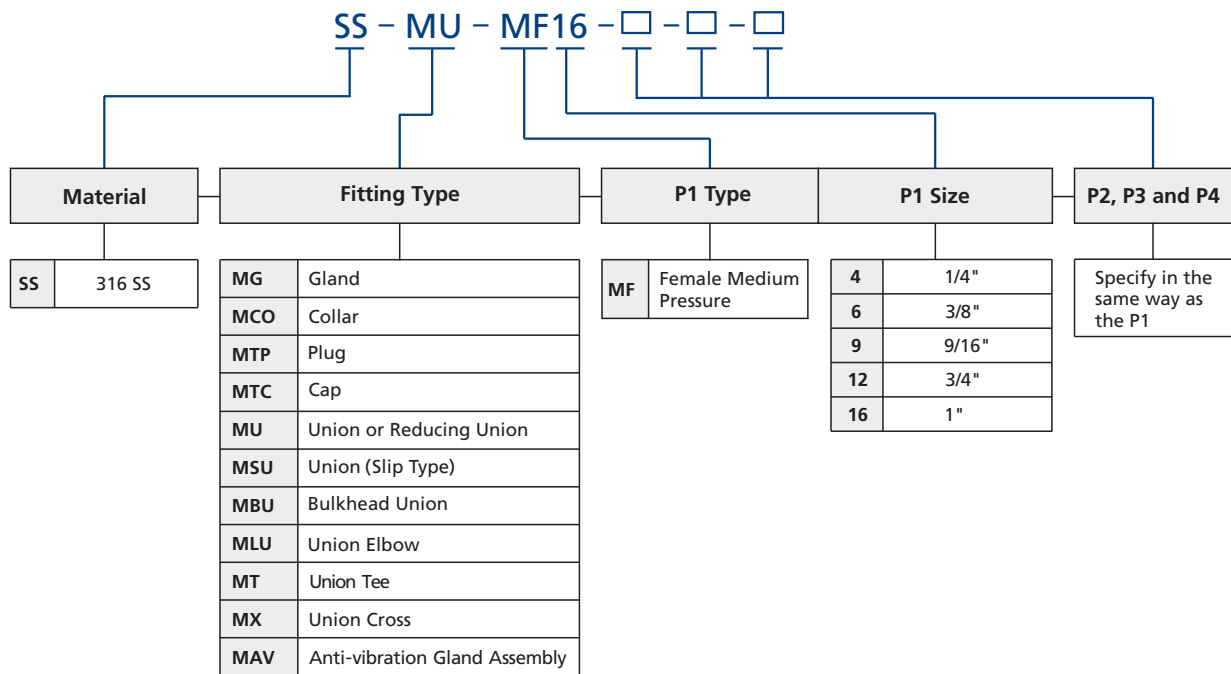 SS – MU – MF16 – □ – □ – □
Material
Fitting Type
P1 Type
P1 Size
P2, P3 and P4
SS 316 SS
MG Gland
MCO Collar
MTP Plug
MTC Cap
MU Union or Reducing Union
MSU Union (Slip Type)
MBU Bulkhead Union
MLU Union Elbow
MT Union Tee
MX Union Cross
MAV Anti-vibration Gland Assembly
MF Female Medium
Pressure
4 1/4"
6 3/8"
9 9/16"
12 3/4"
16 1"
Specify in the
same way as
the P1